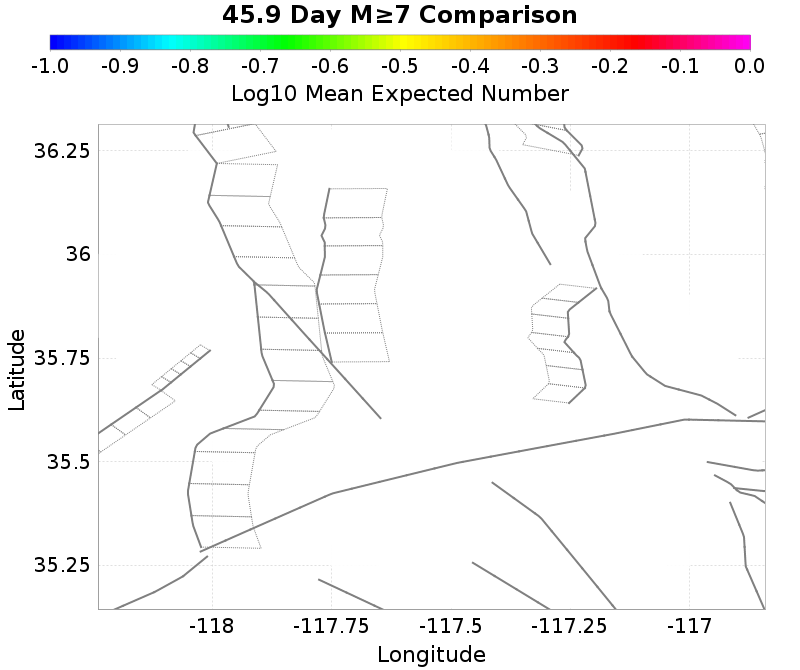 45.9 Day M≥7 Comparison
-1.0 -0.9 -0.8 -0.7 -0.6 -0.5 -0.4 -0.3 -0.2 -0.1 0.0
Log10 Mean Expected Number
36.25
36
35.75
35.5
35.25
Latitude
-118 -117.75 -117.5 -117.25 -117
Longitude